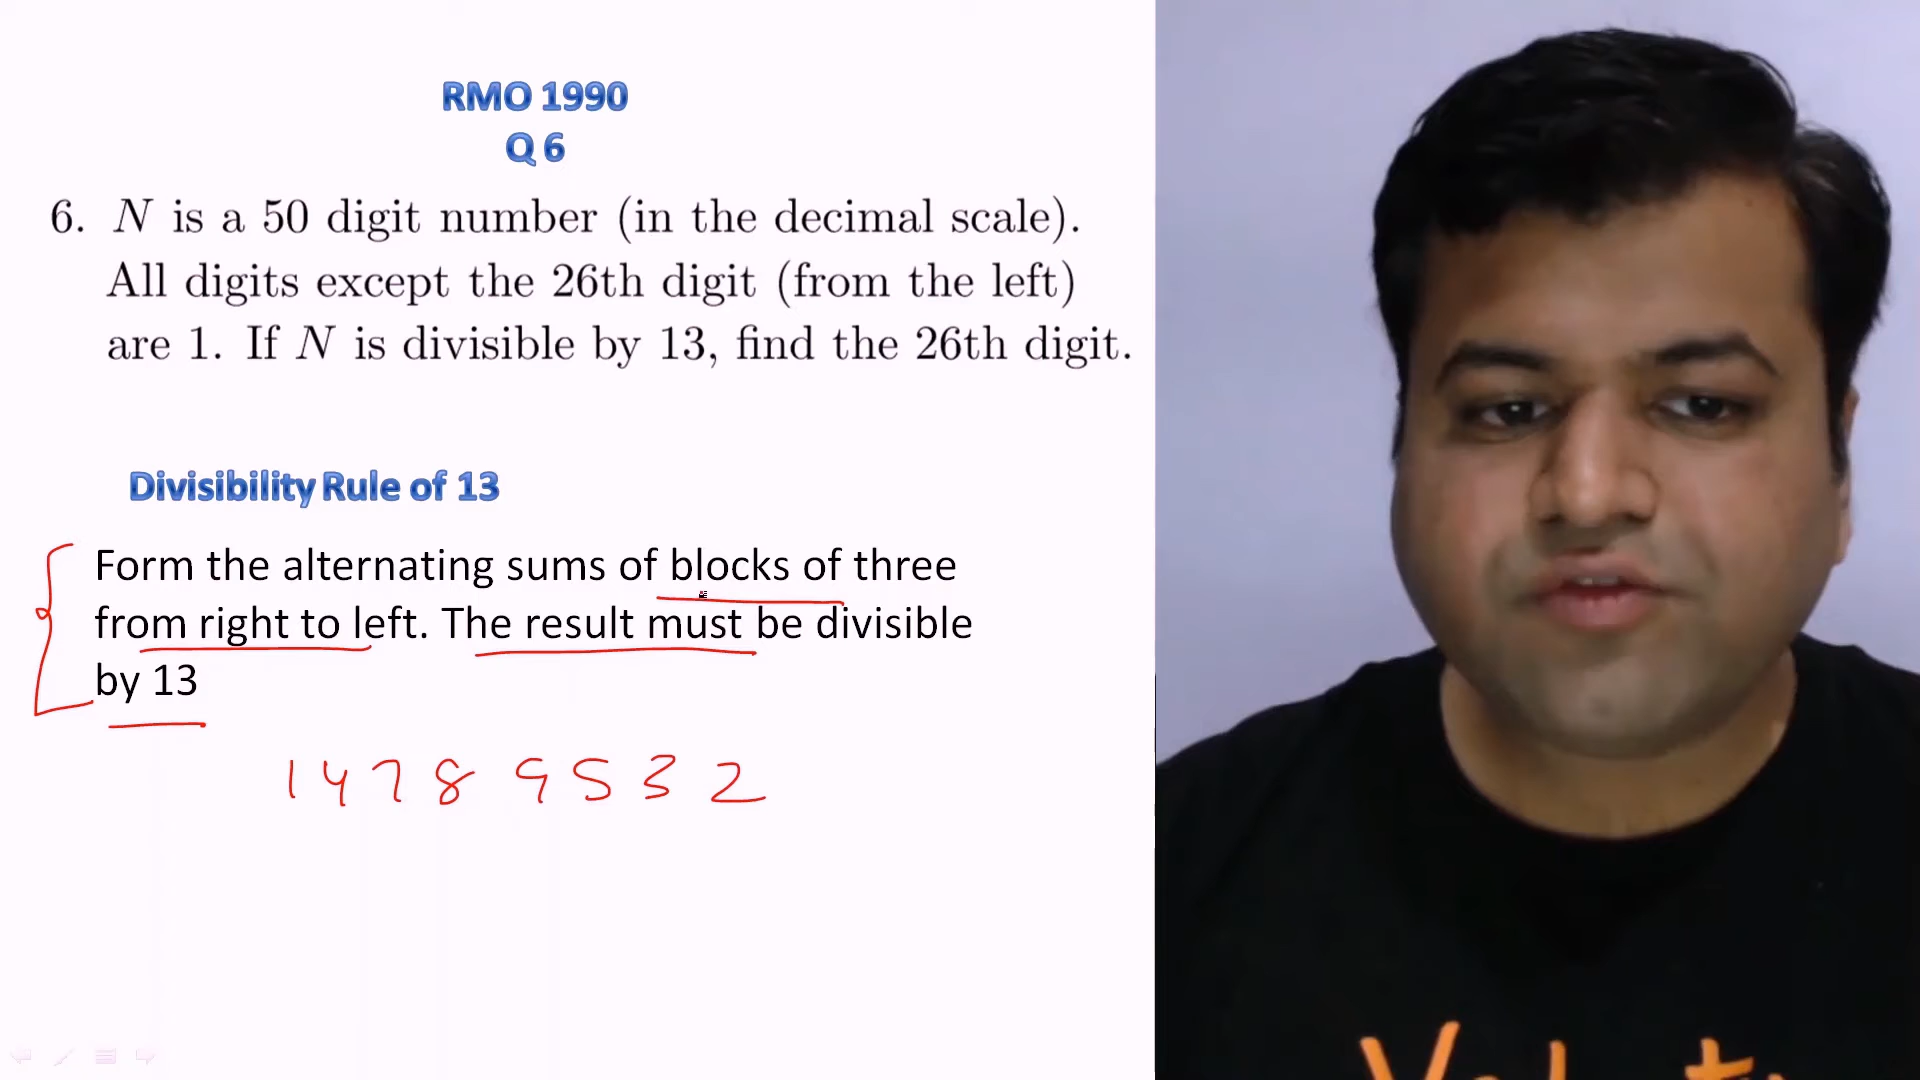 RMO 1990
Q 6
6. N is a 50 digit number (in the decimal scale).
All digits except the 26th digit (from the left)
are 1. If N is divisible by 13, find the 26th digit.
Divisibility Rule of 13
Form the alternating sums of blocks of three
from right to left. The result must be divisible
by 13
1 4 7 8 9 5 3 2